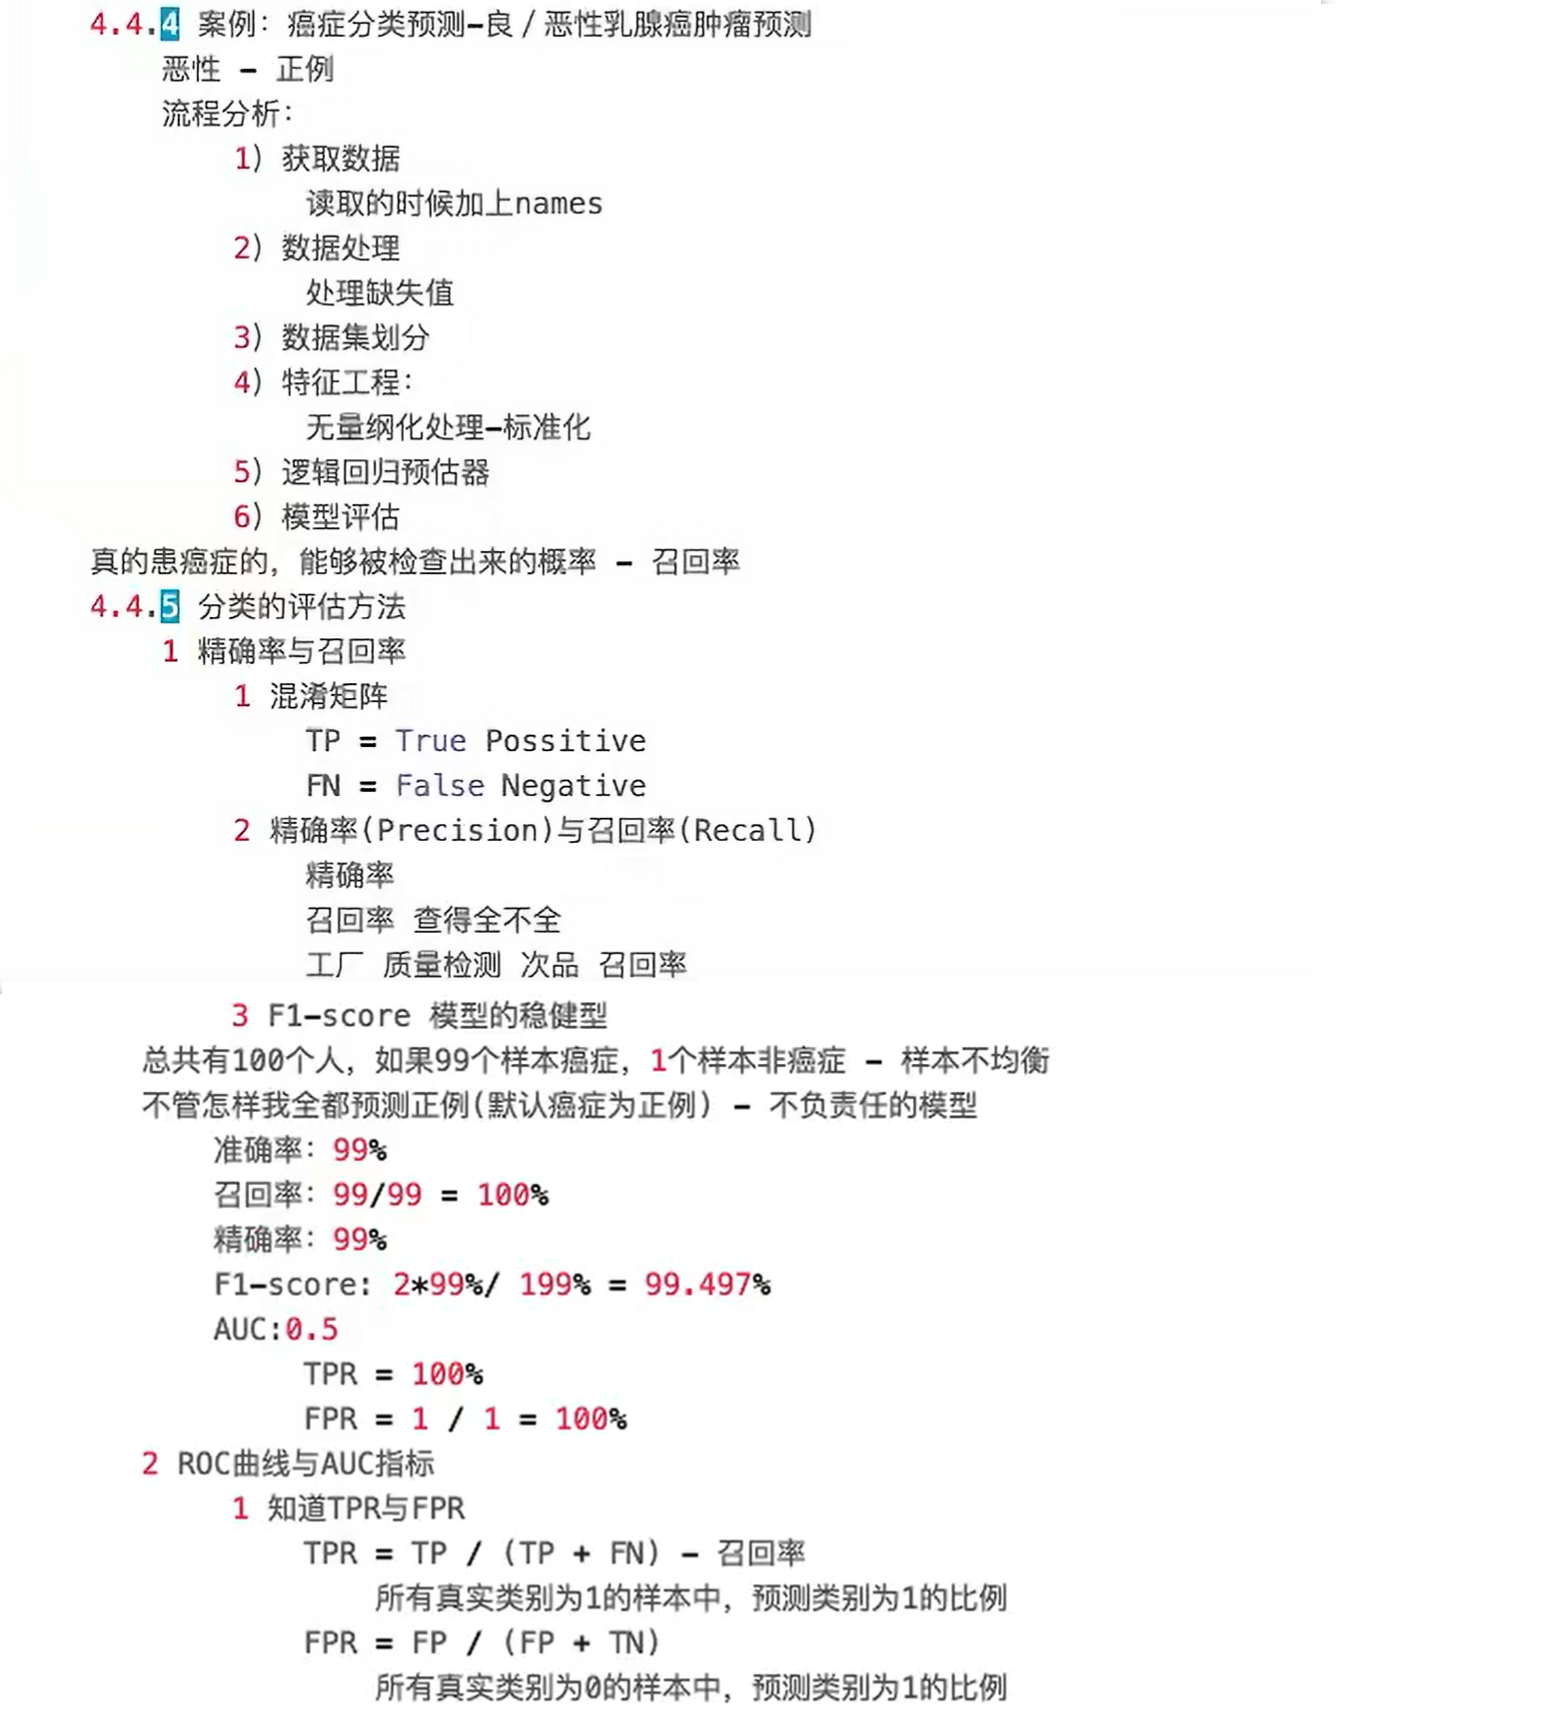 4.4.4 案例：癌症分类预测-良／恶性乳腺癌肿瘤预测
恶性 - 正例
流程分析：
1）获取数据
读取的时候加上names
2）数据处理
处理缺失值
3）数据集划分
4）特征工程：
无量纲化处理-标准化
5）逻辑回归预估器
6）模型评估
真的患癌症的，能够被检查出来的概率 - 召回率
4.4.5 分类的评估方法
1 精确率与召回率
1 混淆矩阵
TP = True Possitive
FN = False Negative
2 精确率(Precision)与召回率(Recall)
精确率
召回率 查得全不全
工厂 质量检测 次品 召回率
3 F1-score 模型的稳健型
总共有100个人，如果99个样本癌症，1个样本非癌症 - 样本不均衡
不管怎样我全都预测正例(默认癌症为正例) - 不负责任的模型
准确率：99%
召回率：99/99 = 100%
精确率：99%
F1-score: 2*99%/ 199% = 99.497%
AUC:0.5
TPR = 100%
FPR = 1 / 1 = 100%
2 ROC曲线与AUC指标
1 知道TPR与FPR
TPR = TP / (TP + FN) - 召回率
所有真实类别为1的样本中，预测类别为1的比例
FPR = FP / (FP + TN)
所有真实类别为0的样本中，预测类别为1的比例